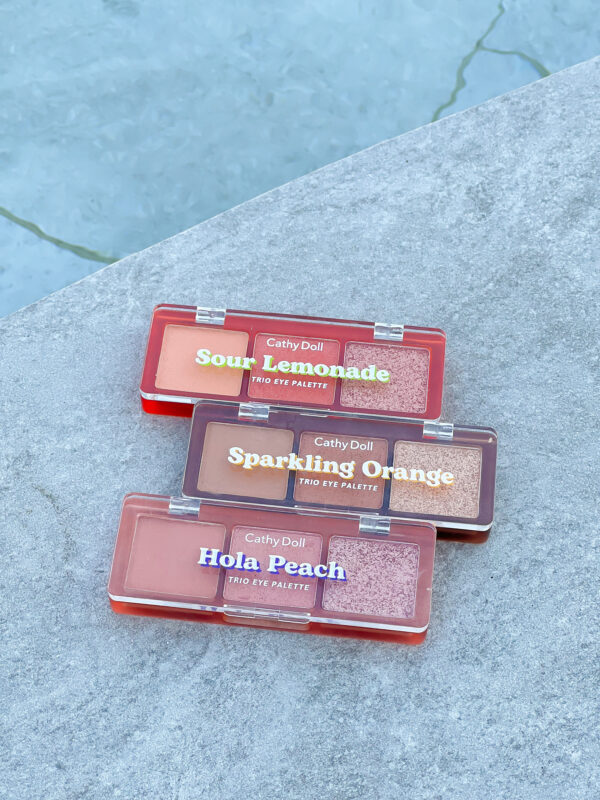 Cathy Doll
Sour Lemonade
TRIO EYE PALETTE
Cathy Doll
Sparkling Orange
TRIO EYE PALETTE
Cathy Doll
Hola Peach
TRIO EYE PALETTE